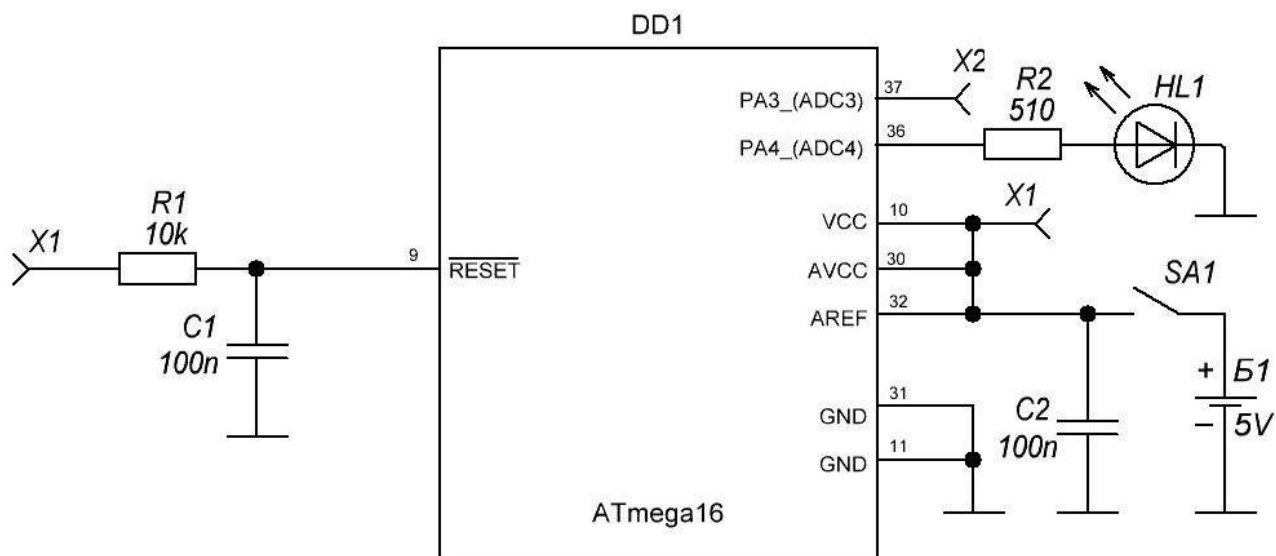 DD1
X2
R2
510
HL1
PA3_(ADC3)
37
PA4_(ADC4)
36
X1
R1
10k
9
RESET
C1
100n
X1
VCC
10
AVCC
30
AREF
32
SA1
GND
31
GND
11
C2
100n
+
Б1
–
5V
ATmega16